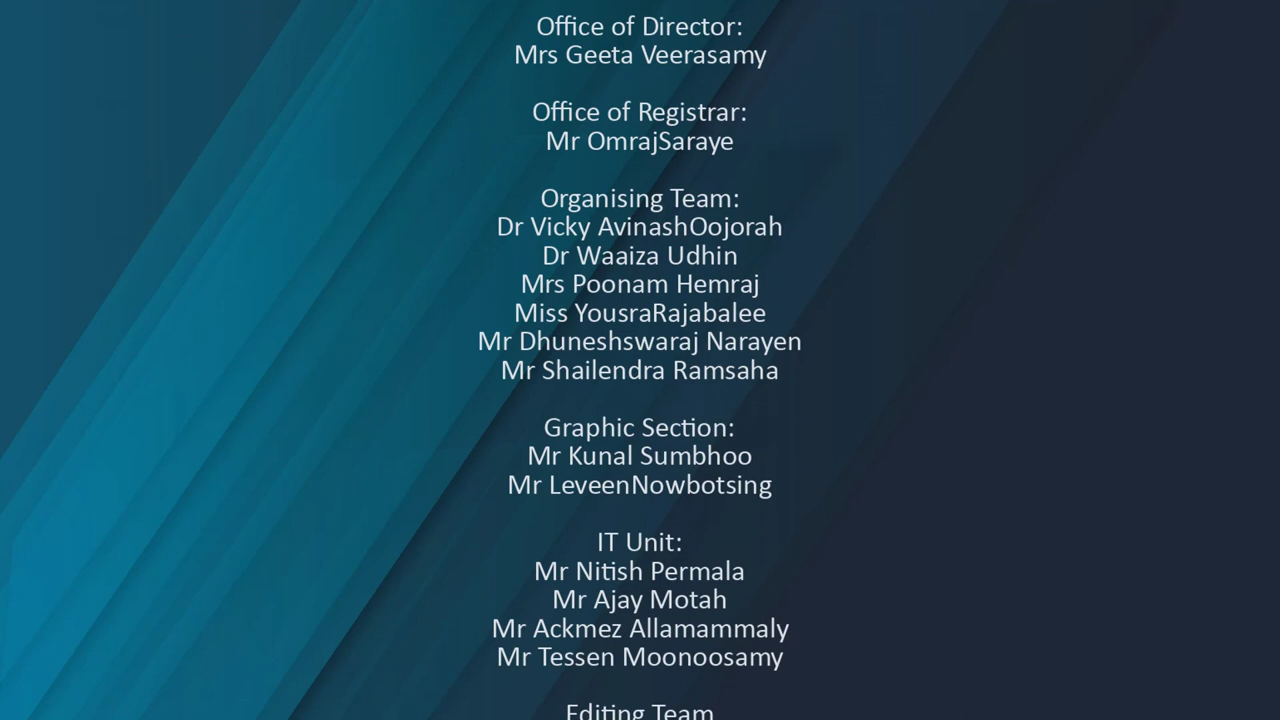 Office of Director:
Mrs Geeta Veerasamy
Office of Registrar:
Mr OmrajSaraye
Organising Team:
Dr Vicky AvinashOojorah
Dr Waaiza Udhin
Mrs Poonam Hemraj
Miss YousraRajabalee
Mr Dhuneshswaraj Narayen
Mr Shailendra Ramsaha
Graphic Section:
Mr Kunal Sumbhoo
Mr LeveenNowbotsing
IT Unit:
Mr Nitish Permala
Mr Ajay Motah
Mr Ackmez Allamammaly
Mr Tessen Moonoosamy
Editing Team